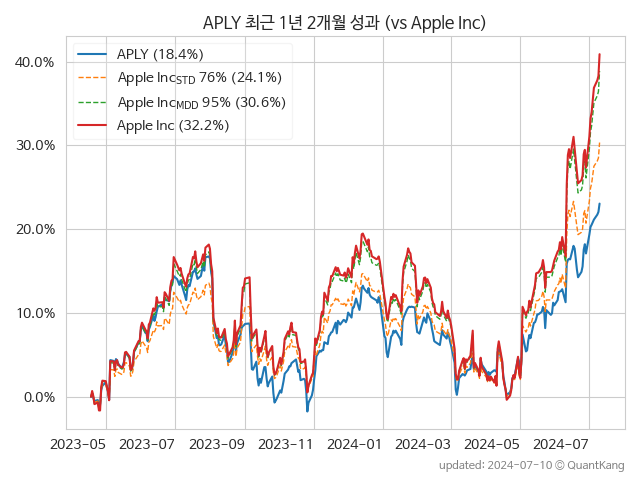 APLY 최근 1년 2개월 성과 (vs Apple Inc)
APLY (18.4%)
Apple IncSTD 76% (24.1%)
Apple IncMDD 95% (30.6%)
Apple Inc (32.2%)
40.0%
30.0%
20.0%
10.0%
0.0%
2023-05 2023-07 2023-09 2023-11 2024-01 2024-03 2024-05 2024-07
updated: 2024-07-10 © QuantKang